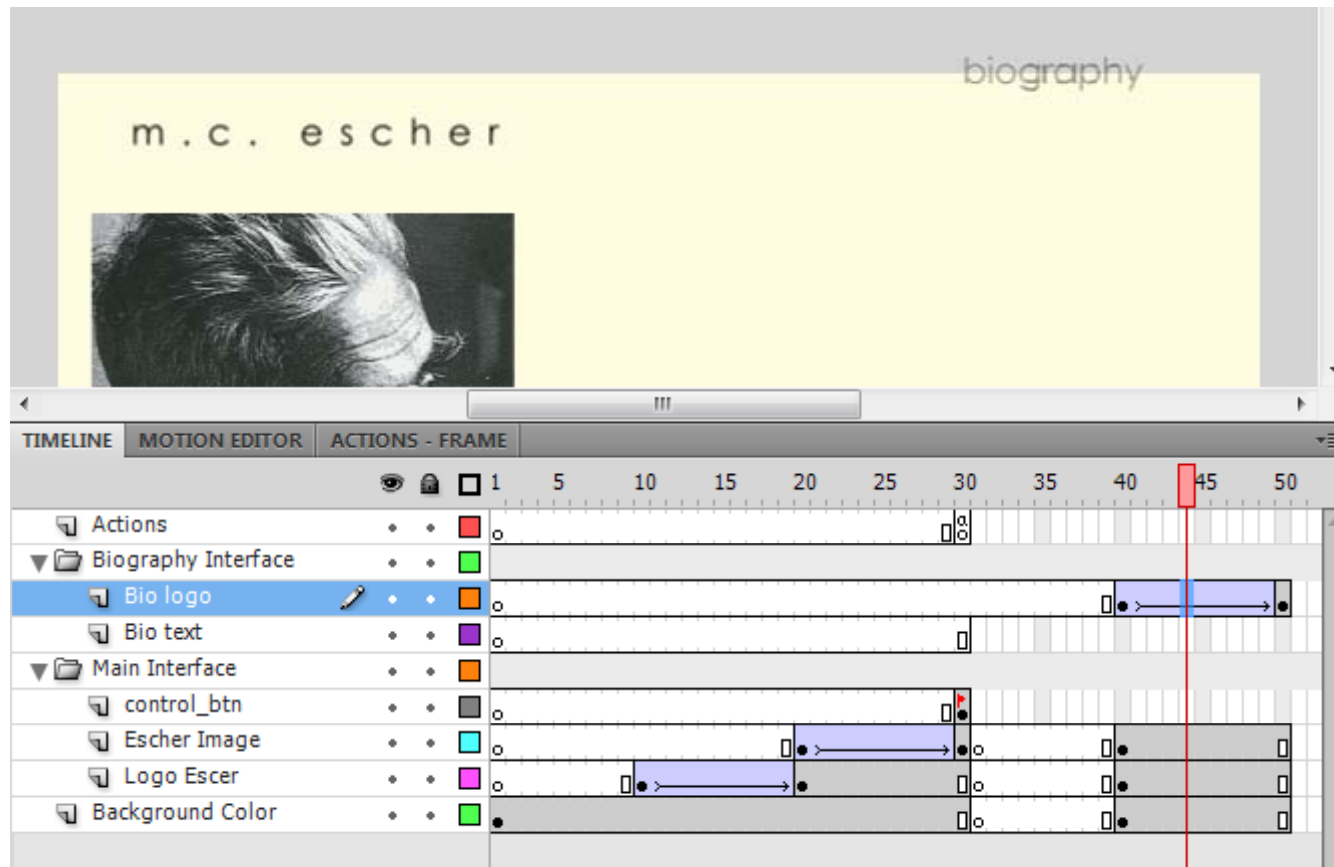 biography
m.c. escher
TIMELINE MOTION EDITOR ACTIONS - FRAME
1 5 10 15 20 25 30 35 40 45 50
Actions
a
Biography Interface
Bio logo
Bio text
Main Interface
control_btn
Escher Image
Logo Escer
Background Color